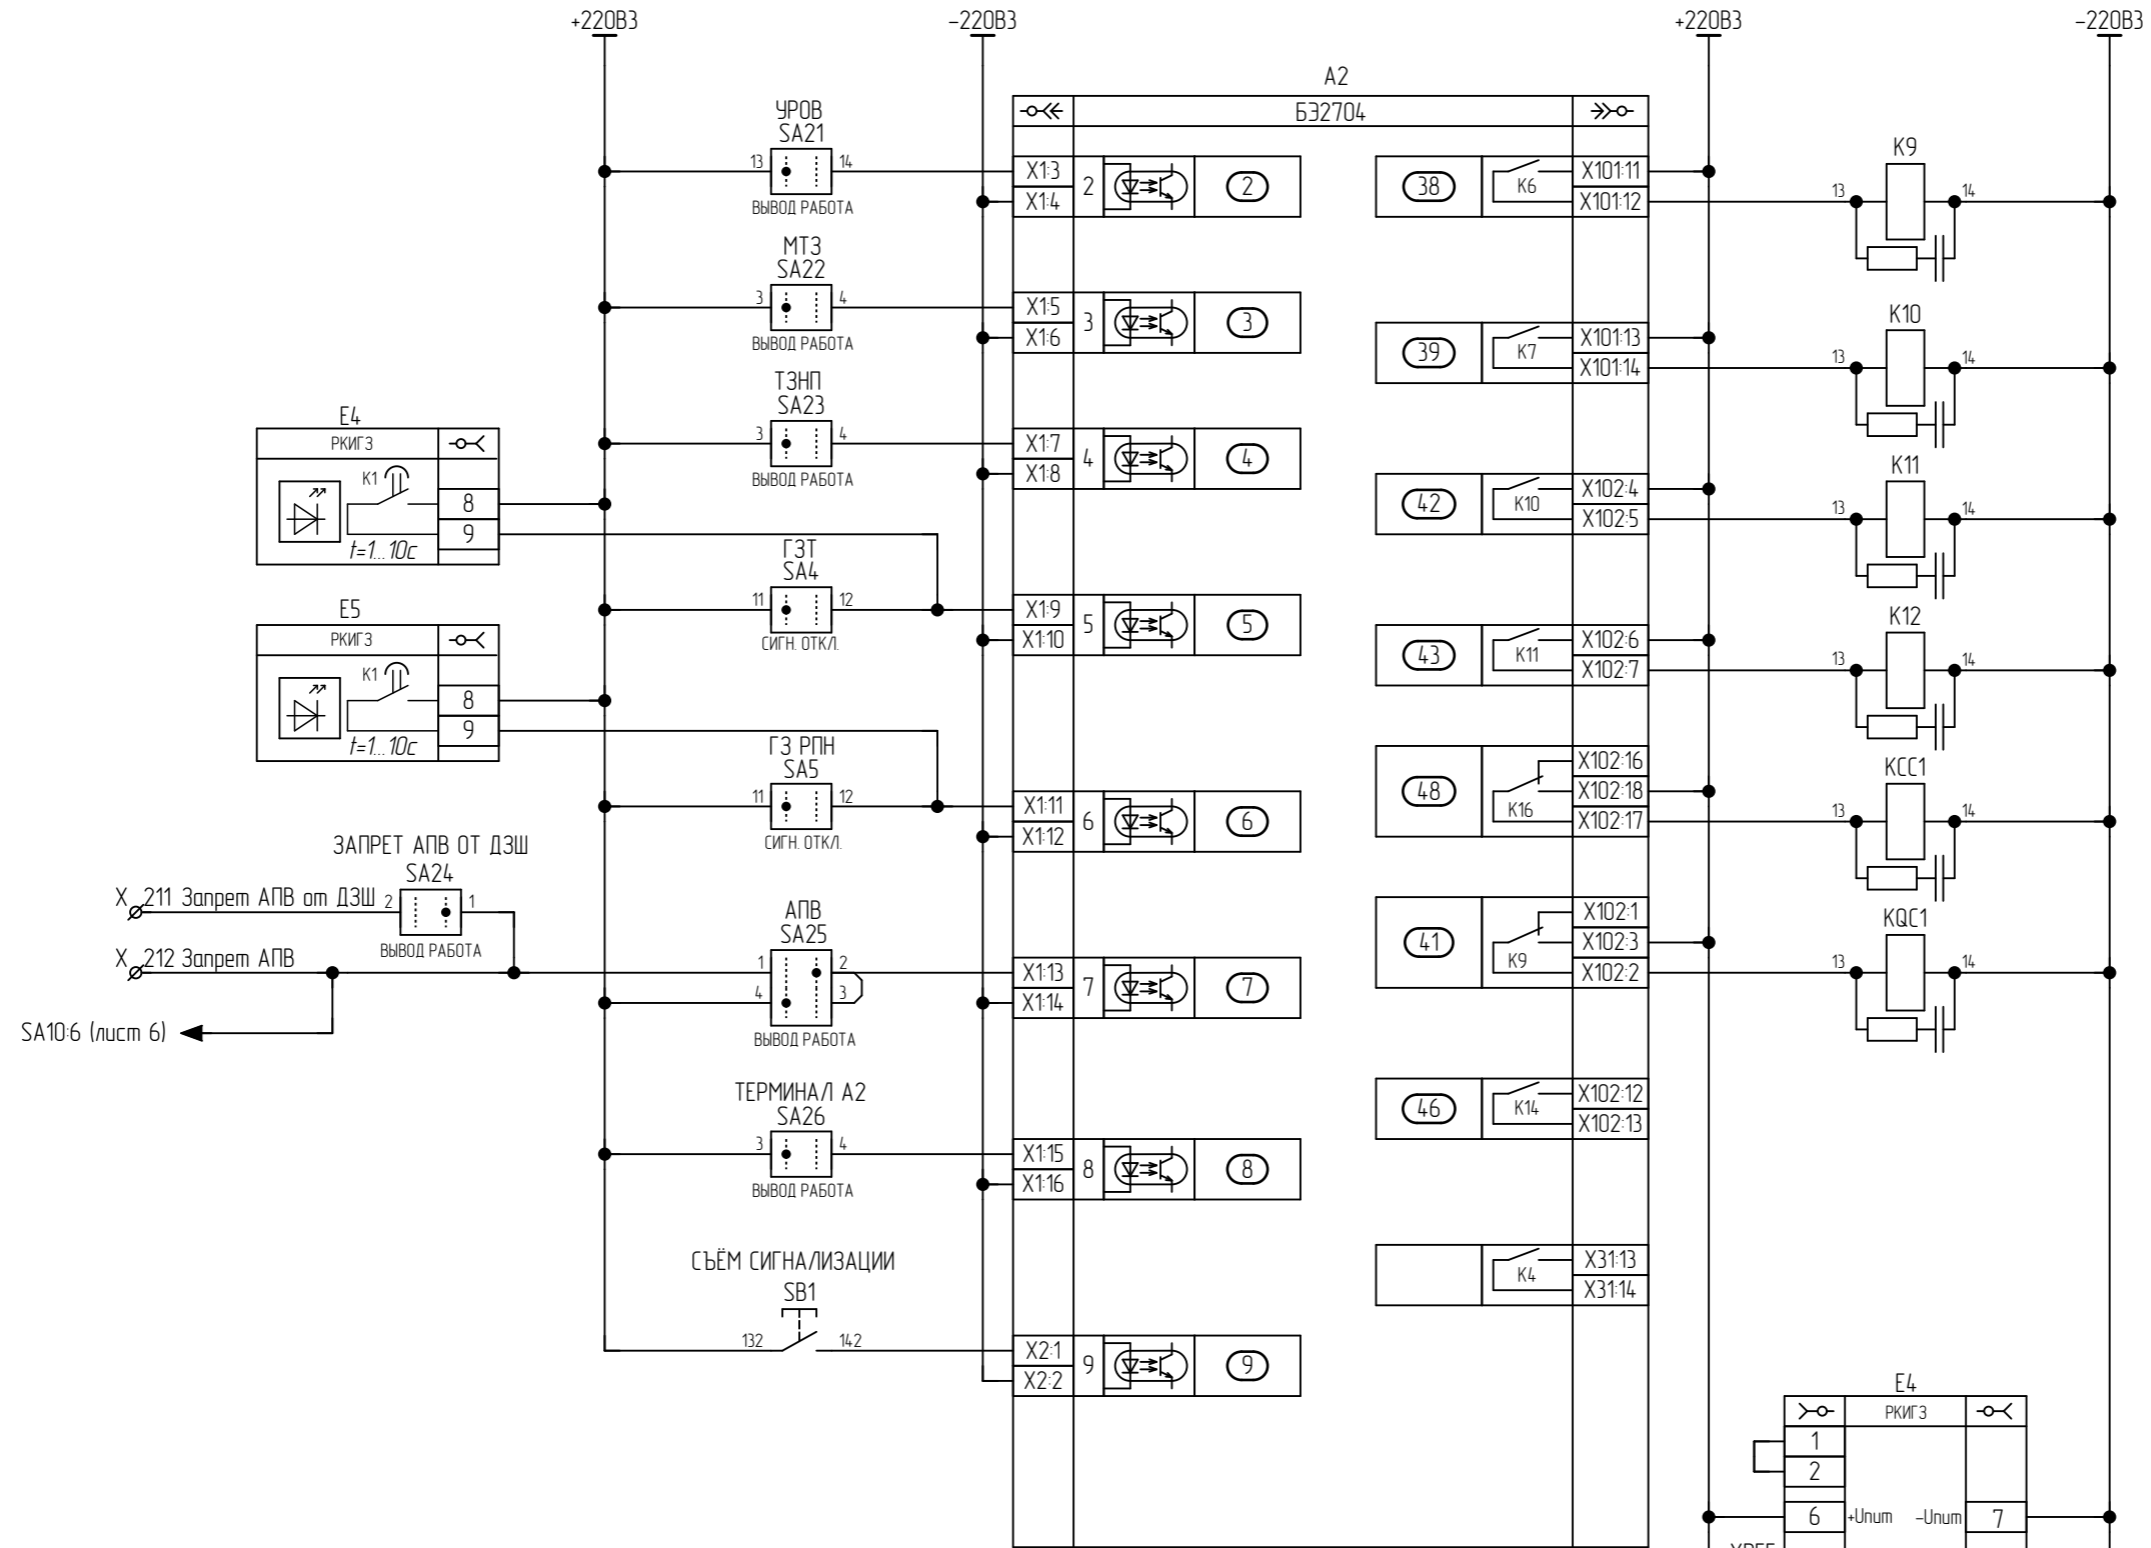 +220В3
-220В3
+220В3
-220В3
А2
БЭ2704
УРОВ
SA21
13
14
ВЫВОД РАБОТА
X1:3
X1:4
2
2
38
K6
X101:11
X101:12
K9
13
14
МТЗ
SA22
3
4
ВЫВОД РАБОТА
X1:5
X1:6
3
3
39
K7
X101:13
X101:14
K10
13
14
ТЗНП
SA23
3
4
ВЫВОД РАБОТА
X1:7
X1:8
4
4
42
K10
X102:4
X102:5
K11
13
14
E4
РКИГ3
K1
8
9
t=1...10с
ГЗТ
SA4
11
12
СИГН. ОТКЛ.
X1:9
X1:10
5
5
43
K11
X102:6
X102:7
K12
13
14
E5
РКИГ3
K1
8
9
t=1...10с
ГЗ РПН
SA5
11
12
СИГН. ОТКЛ.
X1:11
X1:12
6
6
48
K16
X102:16
X102:18
X102:17
KCC1
13
14
ЗАПРЕТ АПВ ОТ ДЗШ
SA24
X 211 Запрет АПВ от ДЗШ
2
1
ВЫВОД РАБОТА
X 212 Запрет АПВ
SA10:6 (лист 6)
АПВ
SA25
1
2
4
3
ВЫВОД РАБОТА
X1:13
X1:14
7
7
41
K9
X102:1
X102:3
X102:2
KQC1
13
14
ТЕРМИНАЛ А2
SA26
3
4
ВЫВОД РАБОТА
X1:15
X1:16
8
8
46
K14
X102:12
X102:13
K4
X31:13
X31:14
СЪЁМ СИГНАЛИЗАЦИИ
SB1
132
142
X2:1
X2:2
9
9
E4
РКИГ3
1
2
6
+Uпит
-Uпит
7